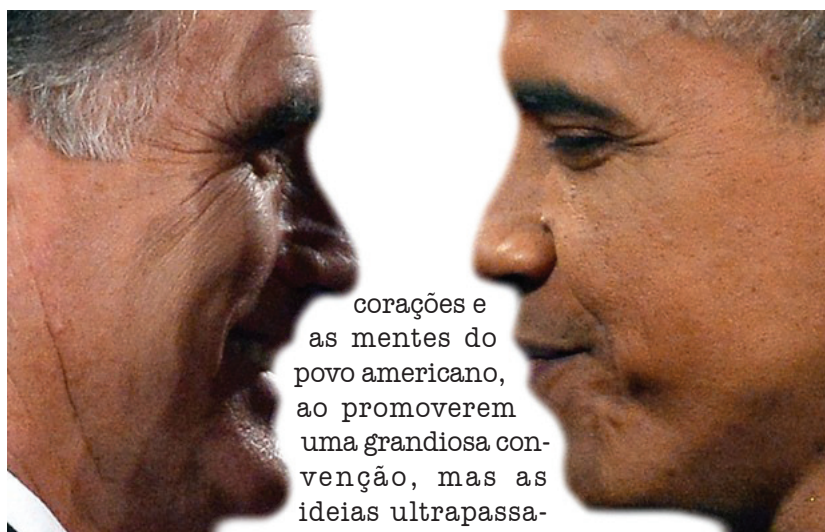 corações e
as mentes do
povo americano,
ao promoverem
uma grandiosa con-
venção, mas as
ideias ultrapassa-